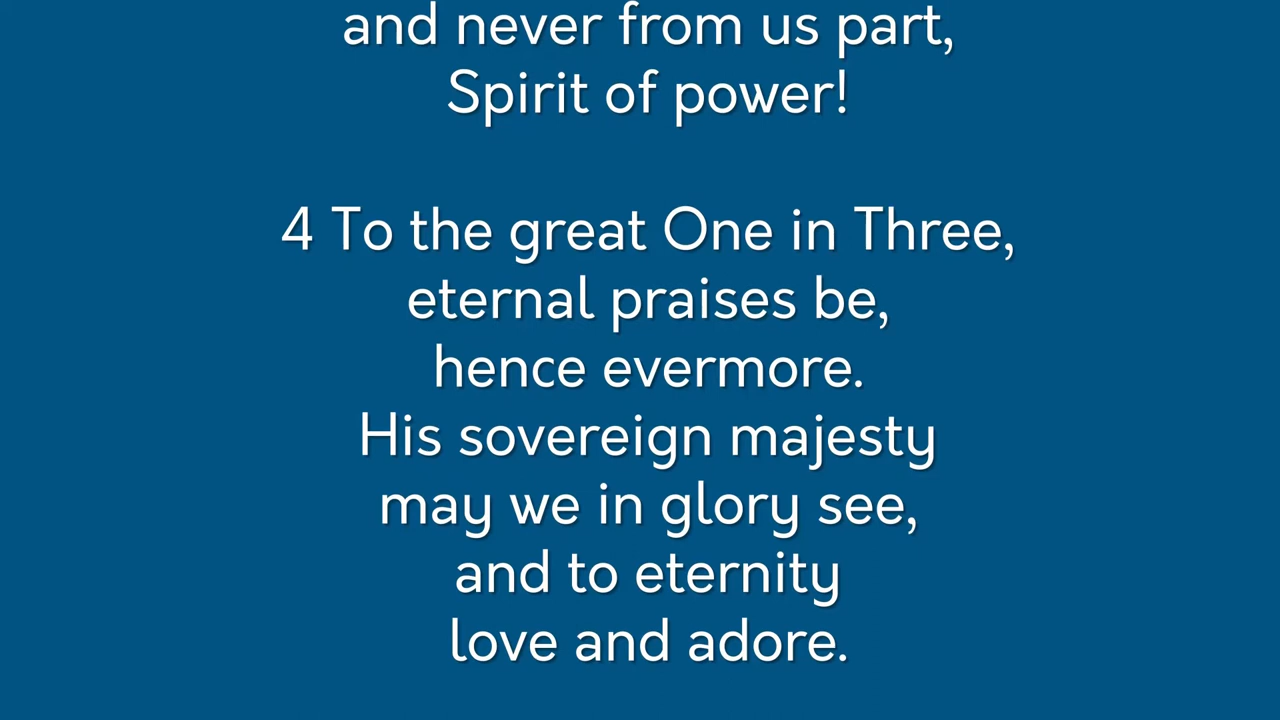 and never from us part,
Spirit of power!
4 To the great One in Three,
eternal praises be,
hence evermore.
His sovereign majesty
may we in glory see,
and to eternity
love and adore.